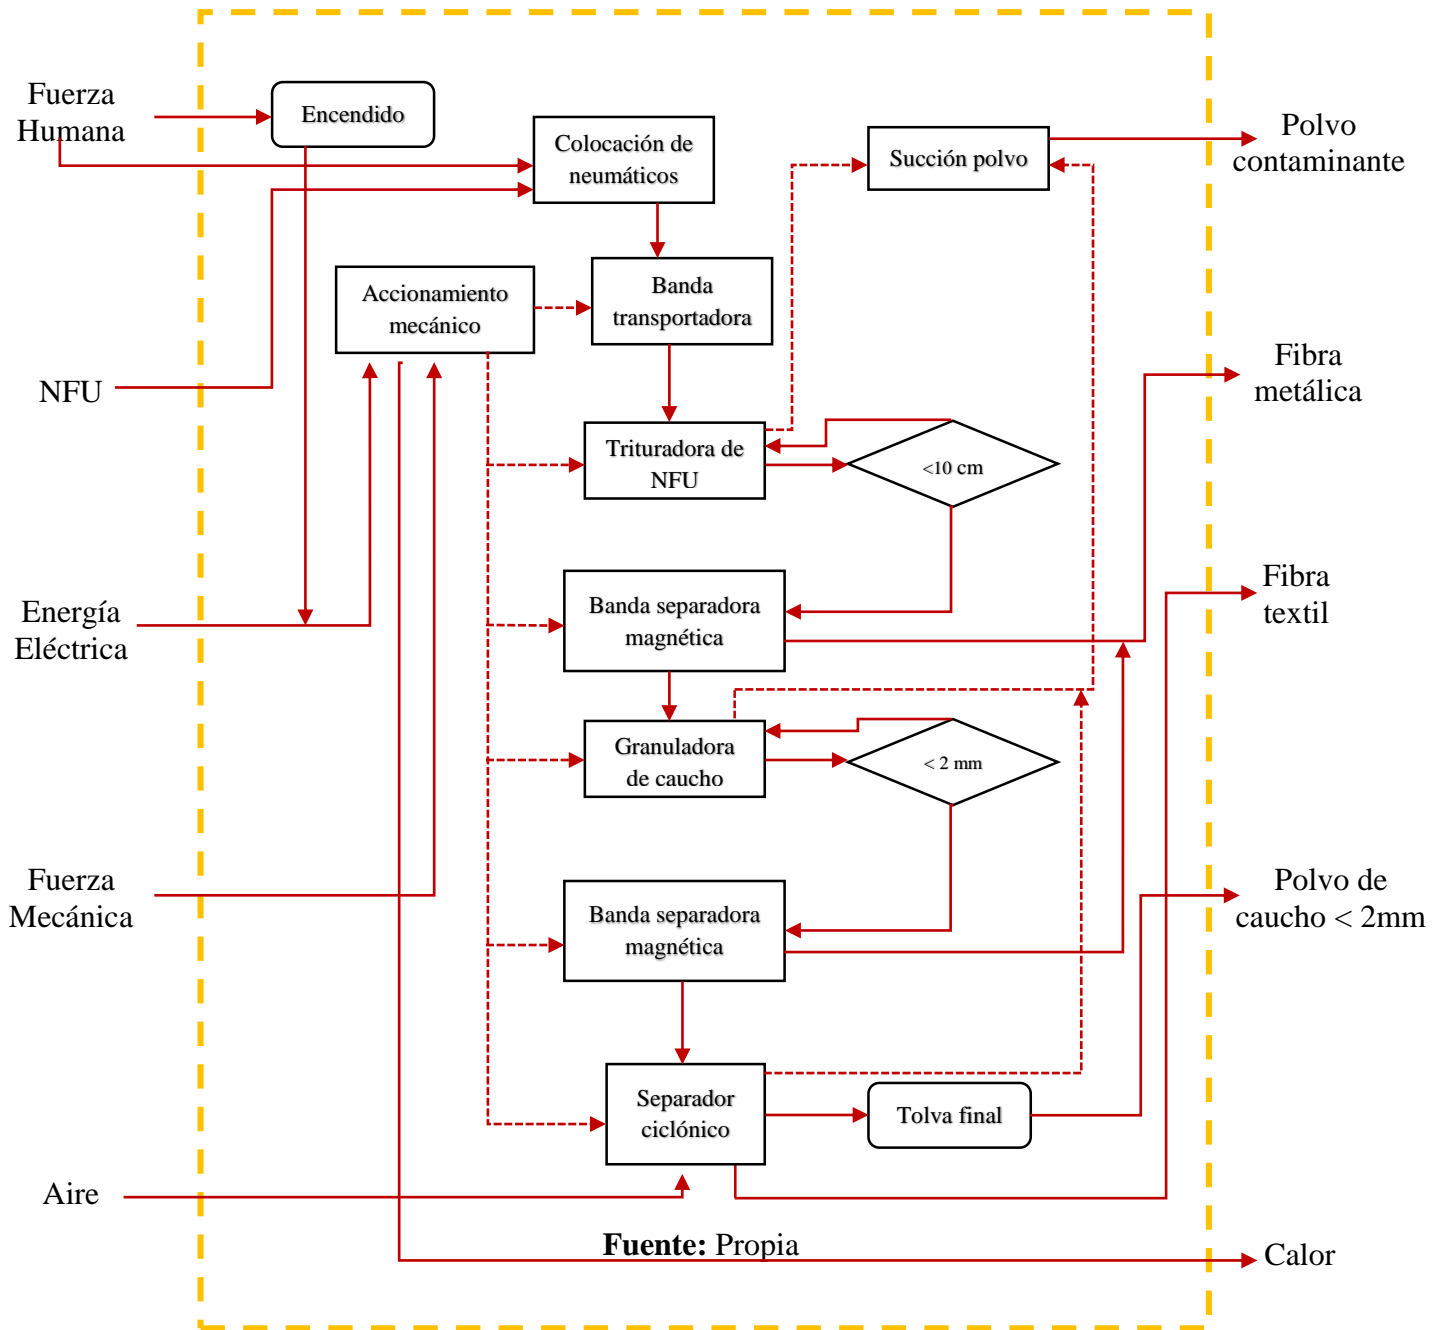 Fuerza
Humana
Encendido
Colocación de
neumáticos
Succión polvo
Polvo
contaminante
Accionamiento
mecánico
Banda
transportadora
NFU
Fibra
metálica
Trituradora de
NFU
<10 cm
Energía
Eléctrica
Banda separadora
magnética
Fibra
textil
Granuladora
de caucho
< 2 mm
Fuerza
Mecánica
Banda separadora
magnética
Polvo de
caucho < 2mm
Separador
ciclónico
Tolva final
Aire
Fuente: Propia
Calor